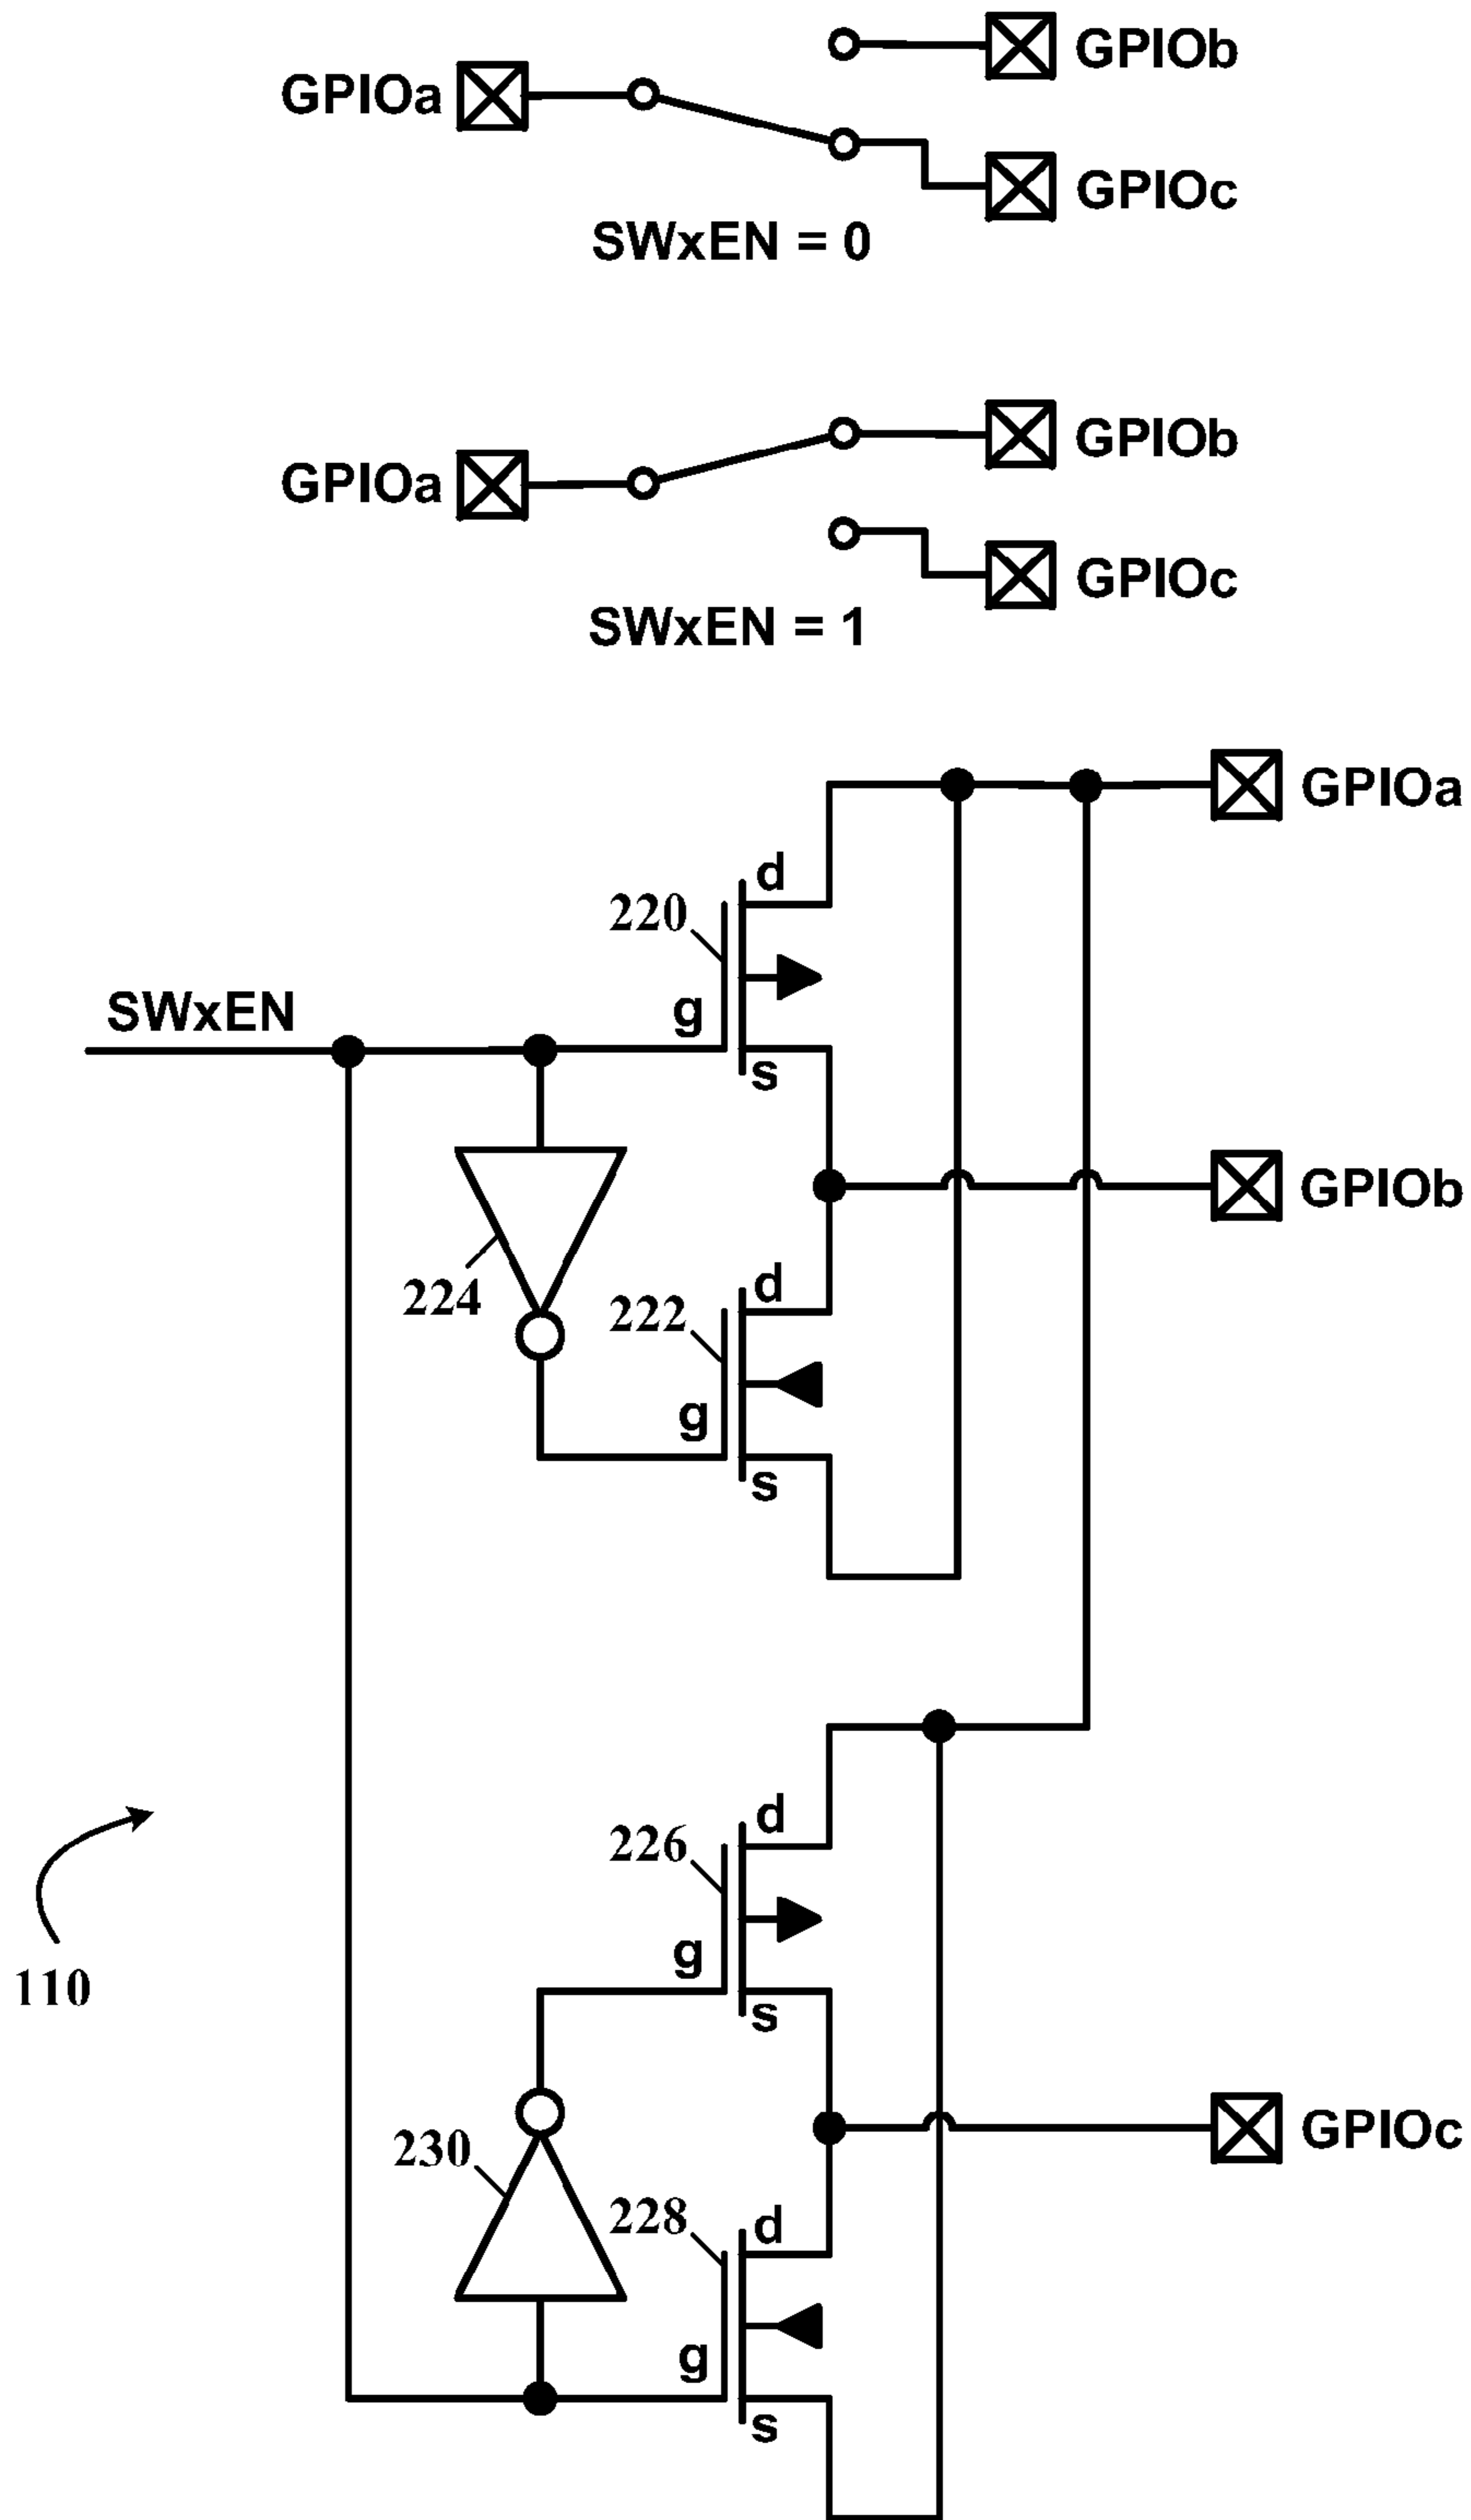 GPIOb
GPIOa
GPIOc
SWxEN = 0
GPIOb
GPIOa
GPIOc
SWxEN = 1
GPIOa
d
220
g
SWxEN
s
GPIOb
d
224
222
g
s
d
226
g
110
s
GPIOc
230
228
d
g
s